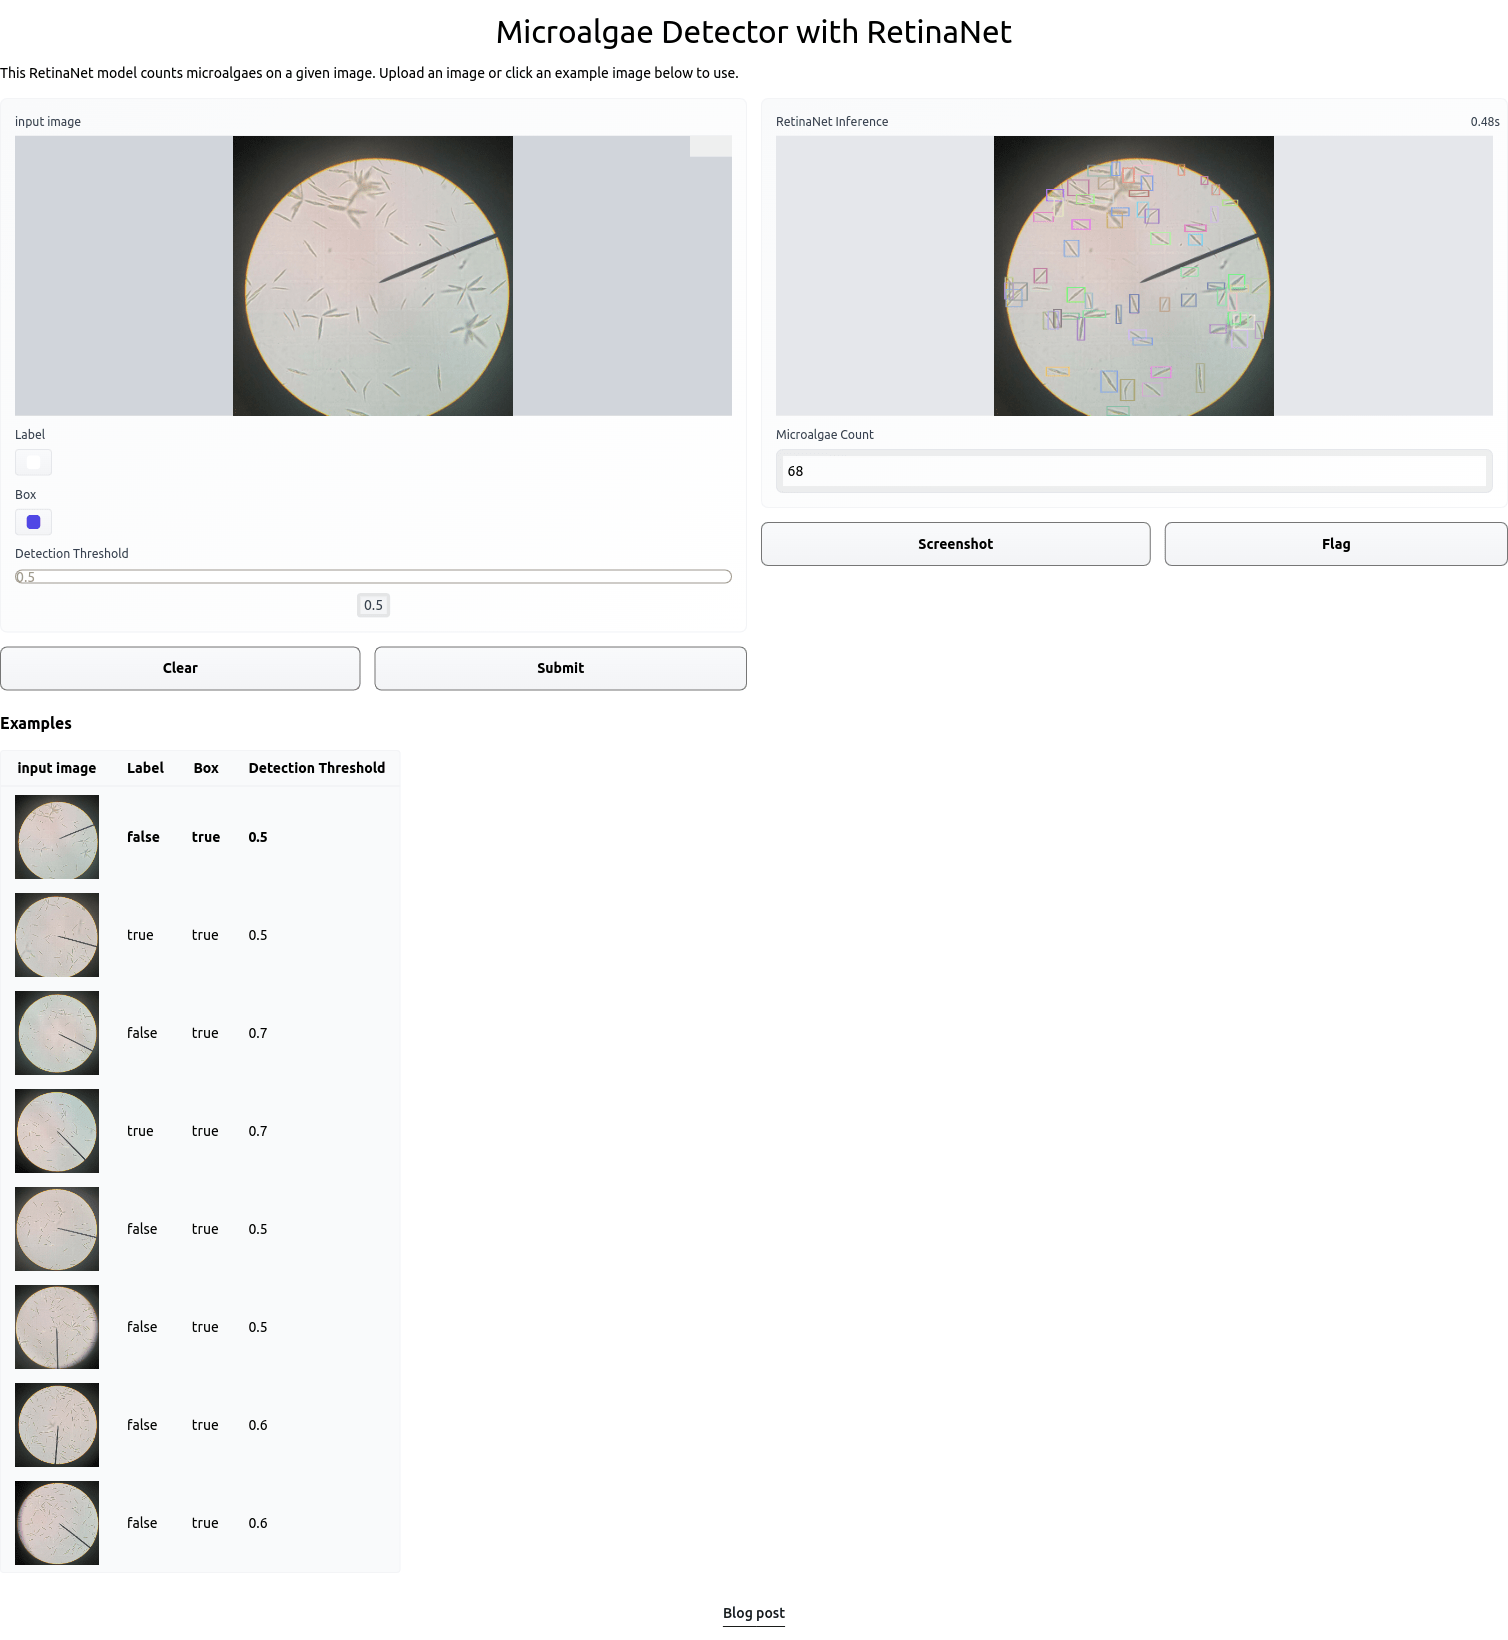 Microalgae Detector with RetinaNet
This RetinaNet model counts microalgaes on a given image. Upload an image or click an example image below to use.
input image
Label
Box
Detection Threshold
0.5
0.5
Clear
Submit
RetinaNet Inference 0.48s
Microalgae Count
68
Screenshot
Flag
Examples
input image Label Box Detection Threshold
false true 0.5
true true 0.5
false true 0.7
true true 0.7
false true 0.5
false true 0.5
false true 0.6
false true 0.6
Blog post